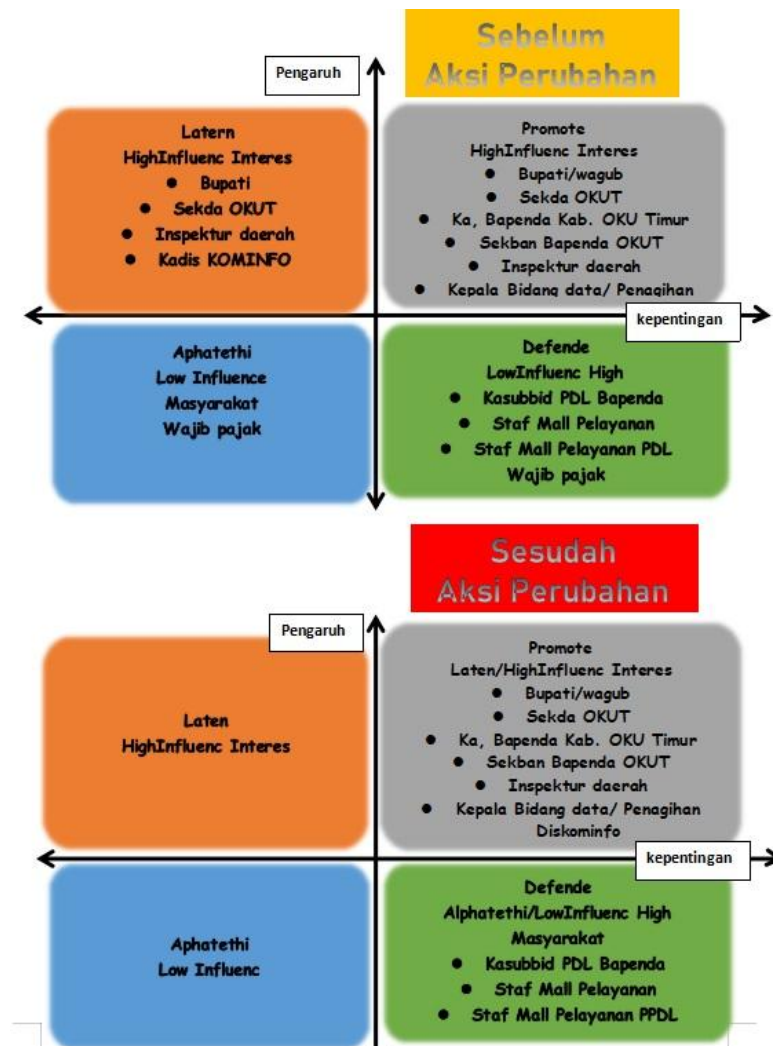 Sebelum
Aksi Perubahan
Pengaruh
Latern
HighInfluenc Interes
● Bupati
● Sekda OKUT
● Inspektur daerah
● Kadis KOMINFO
Promote
HighInfluenc Interes
● Bupati/wagub
● Sekda OKUT
● Ka, Bapenda Kab. OKU Timur
● Sekban Bapenda OKUT
● Inspektur daerah
● Kepala Bidang data/ Penagihan
kepentingan
Aphatethi
Low Influence
Masyarakat
Wajib pajak
Defende
LowInfluenc High
● Kasubbid PDL Bapenda
● Staf Mall Pelayanan
● Staf Mall Pelayanan PDL
Wajib pajak
Sesudah
Aksi Perubahan
Pengaruh
Laten
HighInfluenc Interes
Promote
Laten/HighInfluenc Interes
● Bupati/wagub
● Sekda OKUT
● Ka, Bapenda Kab. OKU Timur
● Sekban Bapenda OKUT
● Inspektur daerah
● Kepala Bidang data/ Penagihan
Diskominfo
kepentingan
Aphatethi
Low Influenc
Defende
Alphatethi/LowInfluenc High
Masyarakat
● Kasubbid PDL Bapenda
● Staf Mall Pelayanan
● Staf Mall Pelayanan PPDL